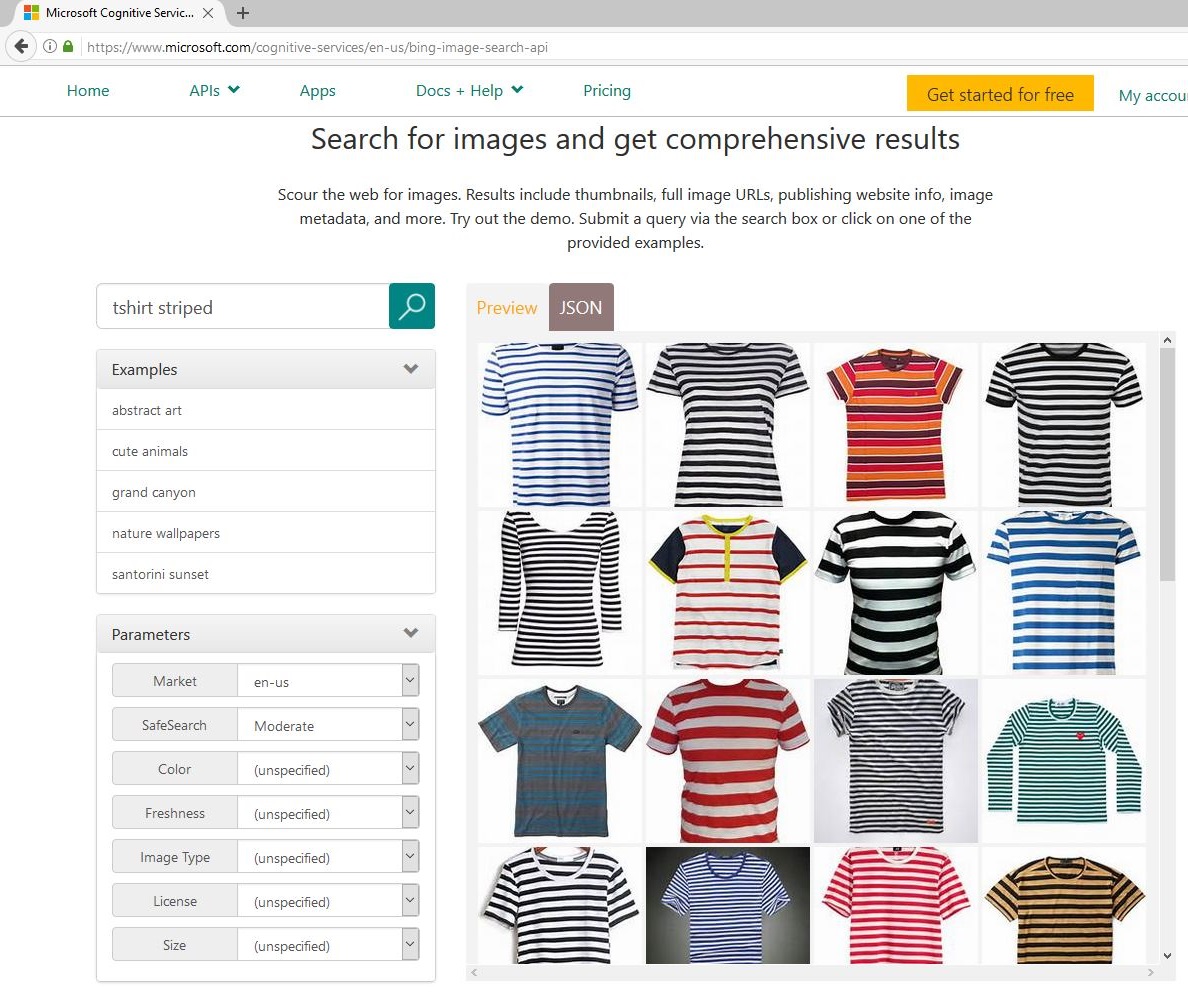 Microsoft Cognitive Servic...
https://www.microsoft.com/cognitive-services/en-us/bing-image-search-api
Home APIs Apps Docs + Help Pricing Get started for free My accou
Search for images and get comprehensive results
Scour the web for images. Results include thumbnails, full image URLs, publishing website info, image
metadata, and more. Try out the demo. Submit a query via the search box or click on one of the
provided examples.
tshirt striped
Preview JSON
Examples
abstract art
cute animals
grand canyon
nature wallpapers
santorini sunset
Parameters
Market en-us
SafeSearch Moderate
Color (unspecified)
Freshness (unspecified)
Image Type (unspecified)
License (unspecified)
Size (unspecified)